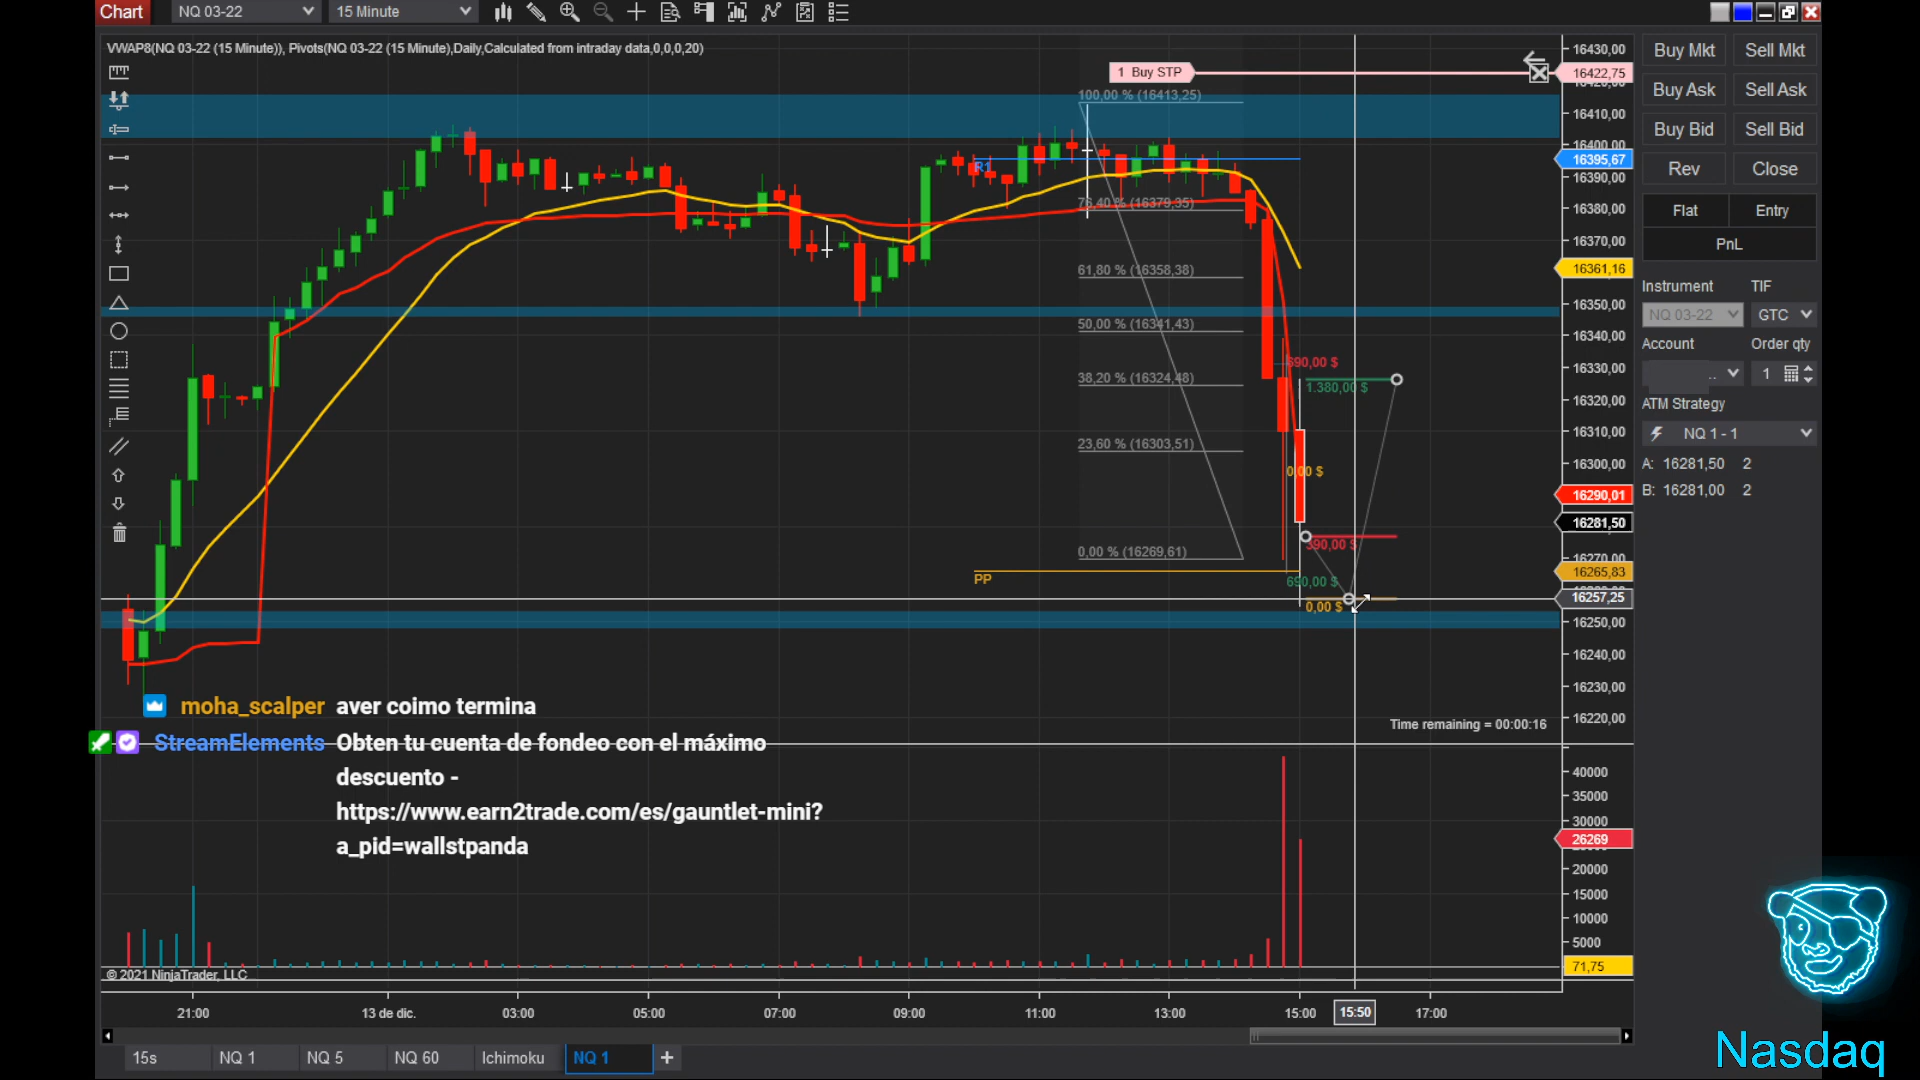 Chart
NQ 03-22
15 Minute
VWAP8(NQ 03-22 (15 Minute)), Pivots(NQ 03-22 (15 Minute),Daily,Calculated from intraday data,0,0,0,20)
1 Buy STP
100,00 % (16413,25)
R1
76,40 % (16379,35)
61,80 % (16358,38)
50,00 % (16341,43)
38,20 % (16324,48)
23,60 % (16303,51)
0,00 % (16269,61)
PP
690,00 $
1.380,00 $
0,00 $
390,00 $
690,00 $
0,00 $
16430,00
16422,75
16410,00
16400,00
16395,67
16390,00
16380,00
16370,00
16361,16
16350,00
16340,00
16330,00
16320,00
16310,00
16300,00
16290,01
16281,50
16270,00
16265,83
16257,25
16250,00
16240,00
16230,00
16220,00
Time remaining = 00:00:16
moha_scalper aver coimo termina
StreamElements Obten tu cuenta de fondeo con el máximo
descuento -
https://www.earn2trade.com/es/gauntlet-mini?
a_pid=wallstpanda
40000
35000
30000
26269
20000
15000
10000
5000
71,75
© 2021 NinjaTrader, LLC
21:00
13 de dic.
03:00
05:00
07:00
09:00
11:00
13:00
15:00
15:50
17:00
15s
NQ 1
NQ 5
NQ 60
Ichimoku
NQ 1
+
Buy Mkt
Sell Mkt
Buy Ask
Sell Ask
Buy Bid
Sell Bid
Rev
Close
Flat
Entry
PnL
Instrument
TIF
NQ 03-22
GTC
Account
Order qty
..
1
ATM Strategy
NQ 1 - 1
A: 16281,50 2
B: 16281,00 2
Nasdaq